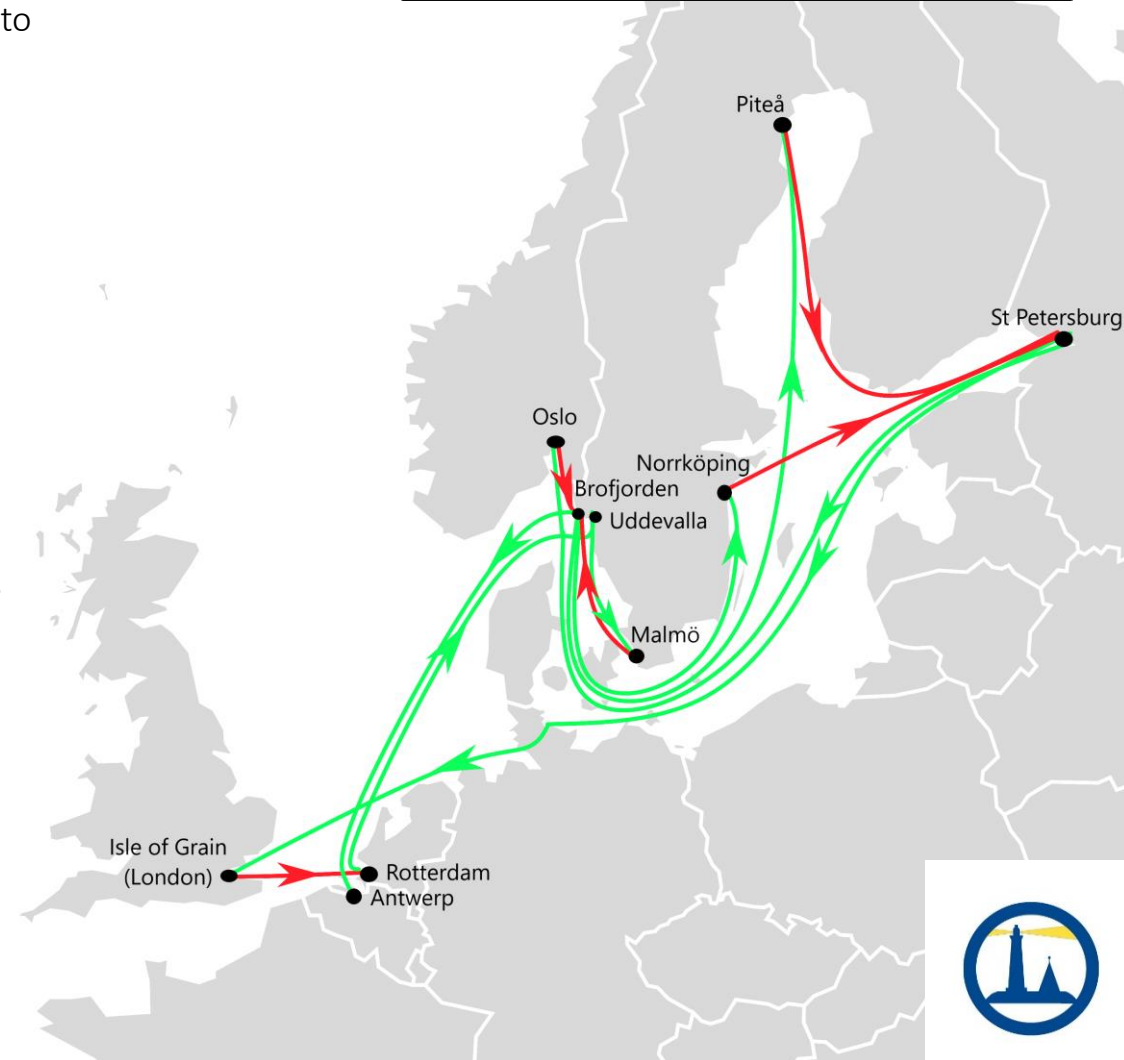 to
Piteå
St Petersburg
Oslo
Norrköping
Brofjorden
Uddevalla
Malmö
Isle of Grain
(London)
Rotterdam
Antwerp